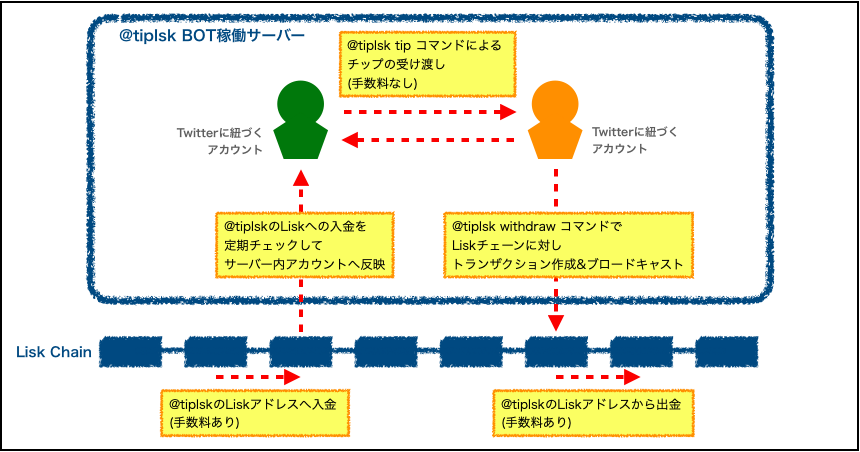 @tiplsk BOT稼働サーバー
@tiplsk tip コマンドによる
チップの受け渡し
(手数料なし)
Twitterに紐づく
アカウント
Twitterに紐づく
アカウント
@tiplskのLiskへの入金を
定期チェックして
サーバー内アカウントへ反映
@tiplsk withdraw コマンドで
Liskチェーンに対し
トランザクション作成&ブロードキャスト
Lisk Chain
@tiplskのLiskアドレスへ入金
(手数料あり)
@tiplskのLiskアドレスから出金
(手数料あり)